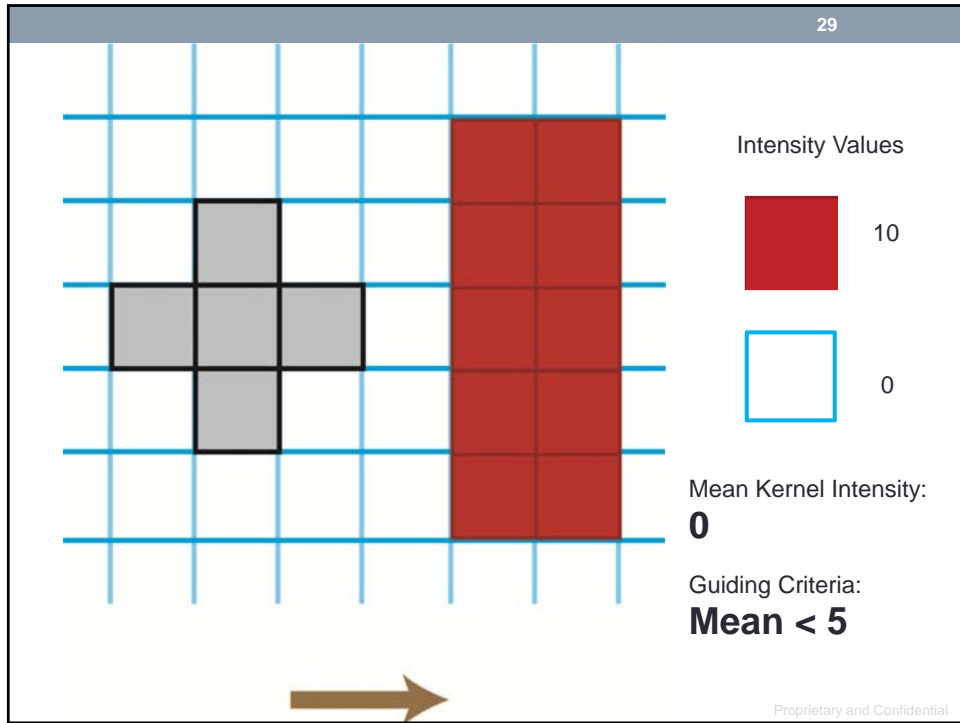 29
Intensity Values
10
0
Mean Kernel Intensity:
0
Guiding Criteria:
Mean < 5
Proprietary and Confidential